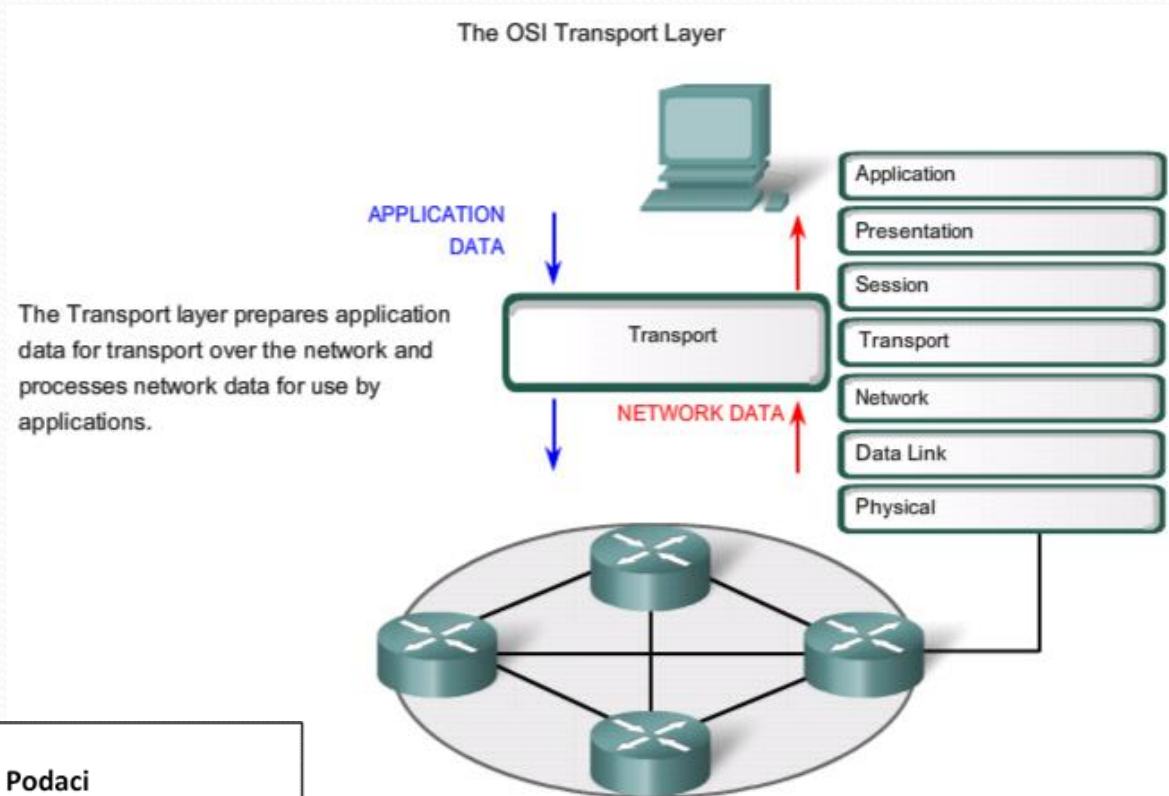 The OSI Transport Layer
APPLICATION
DATA
The Transport layer prepares application
data for transport over the network and
processes network data for use by
applications.
Transport
NETWORK DATA
Application
Presentation
Session
Transport
Network
Data Link
Physical
Podaci